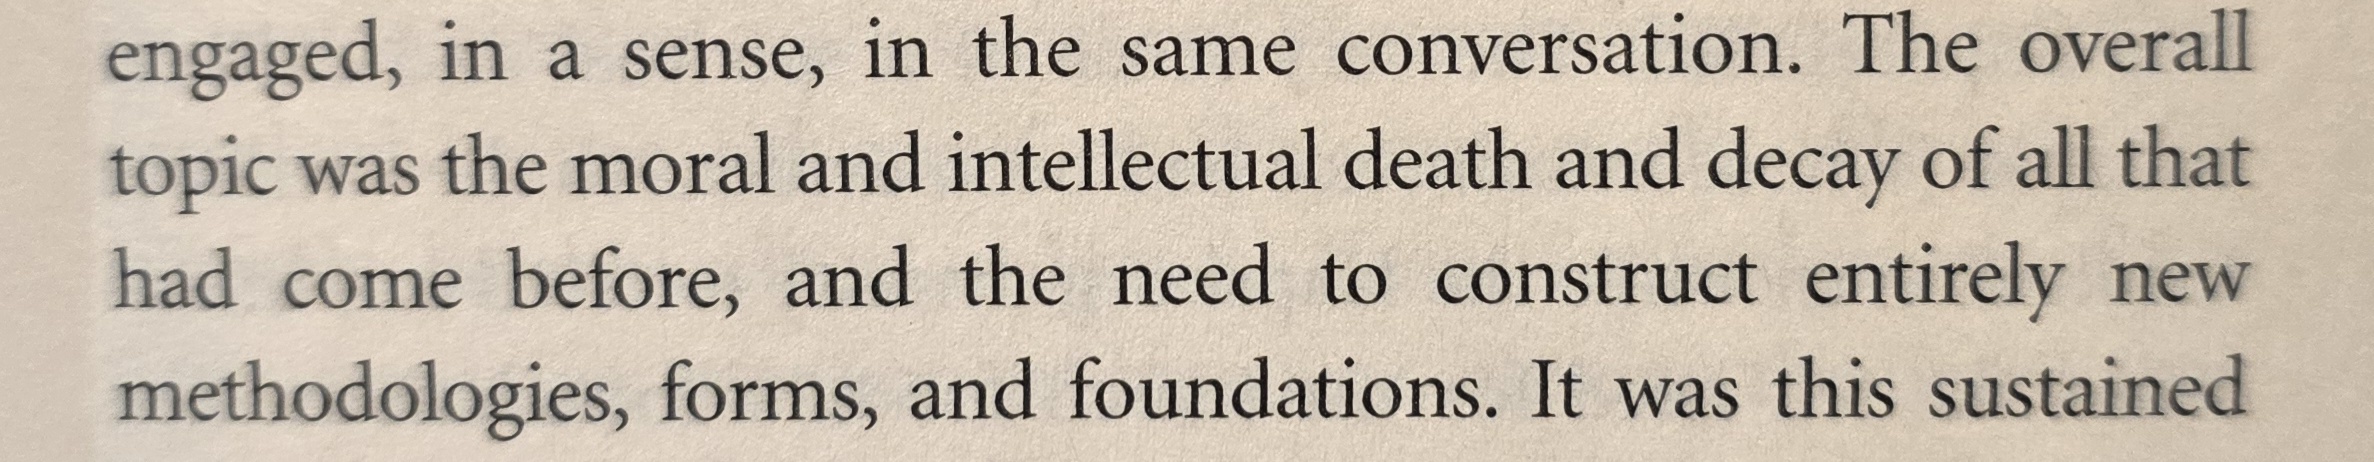 engaged, in a sense, in the same conversation. The overall
topic was the moral and intellectual death and decay of all that
had come before, and the need to construct entirely new
methodologies, forms, and foundations. It was this sustained